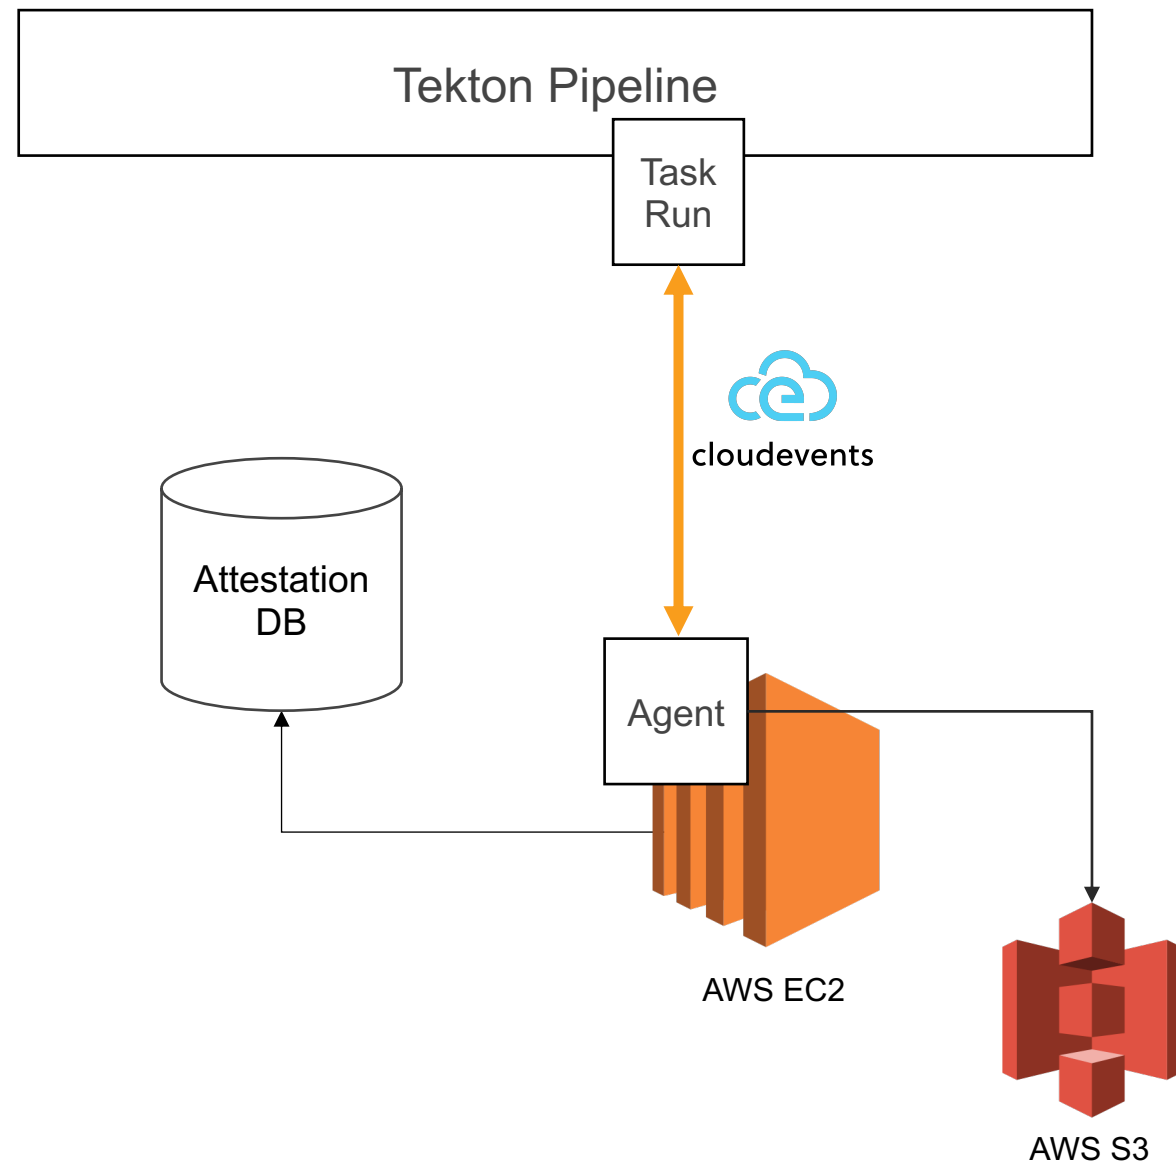 Tekton Pipeline
Task
Run
cloudevents
Attestation
DB
Agent
AWS EC2
AWS S3